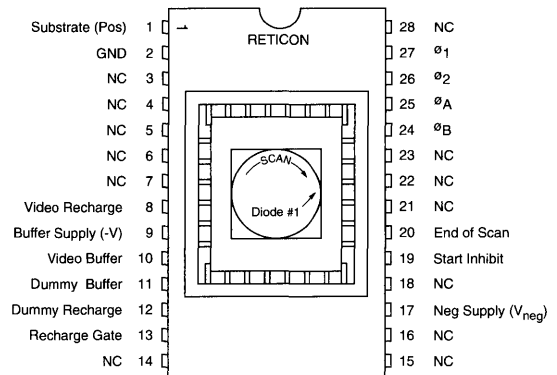 RETICON
Substrate (Pos) 1 28 NC
GND 2 27 ø1
NC 3 26 ø2
NC 4 25 øA
NC 5 24 øB
NC 6 23 NC
NC 7 22 NC
Video Recharge 8 21 NC
Buffer Supply (-V) 9 20 End of Scan
Video Buffer 10 19 Start Inhibit
Dummy Buffer 11 18 NC
Dummy Recharge 12 17 Neg Supply (Vneg)
Recharge Gate 13 16 NC
NC 14 15 NC
SCAN
Diode #1